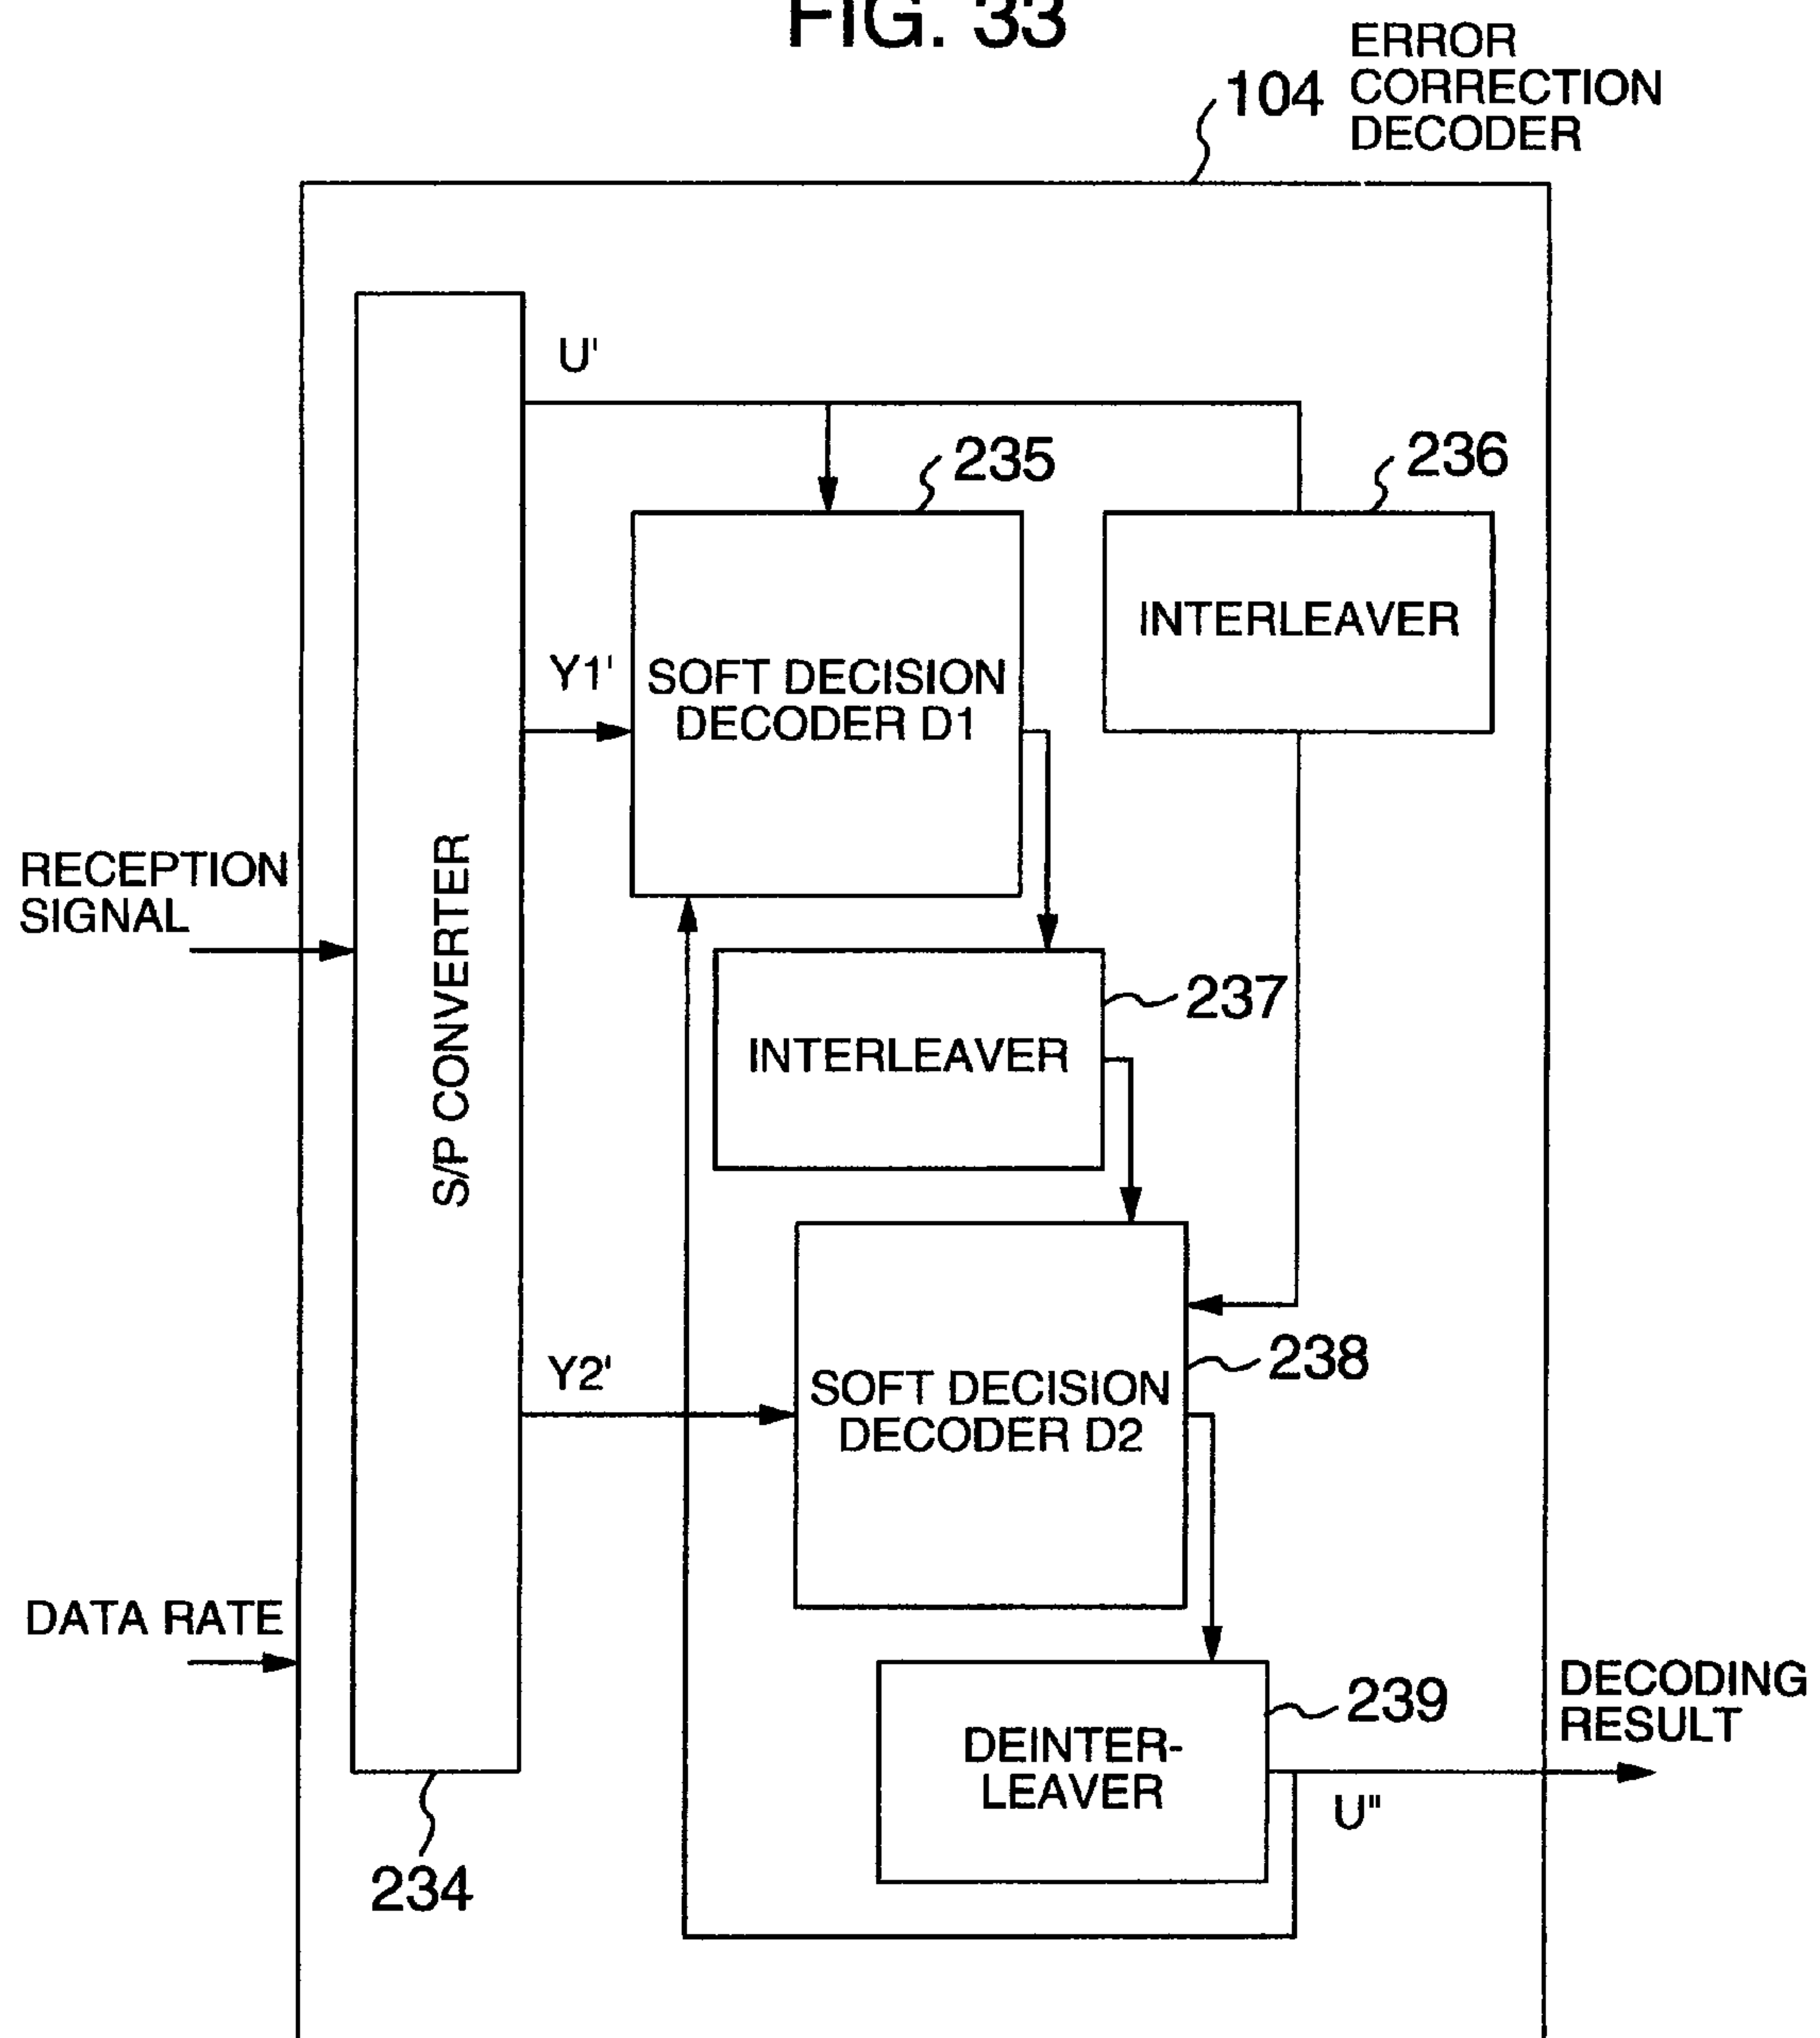 FIG. 33
104
ERROR
CORRECTION
DECODER
U'
235
236
INTERLEAVER
Y1'
SOFT DECISION
DECODER D1
S/P CONVERTER
RECEPTION
SIGNAL
237
INTERLEAVER
238
Y2'
SOFT DECISION
DECODER D2
DATA RATE
239
DEINTER-
LEAVER
DECODING
RESULT
U"
234